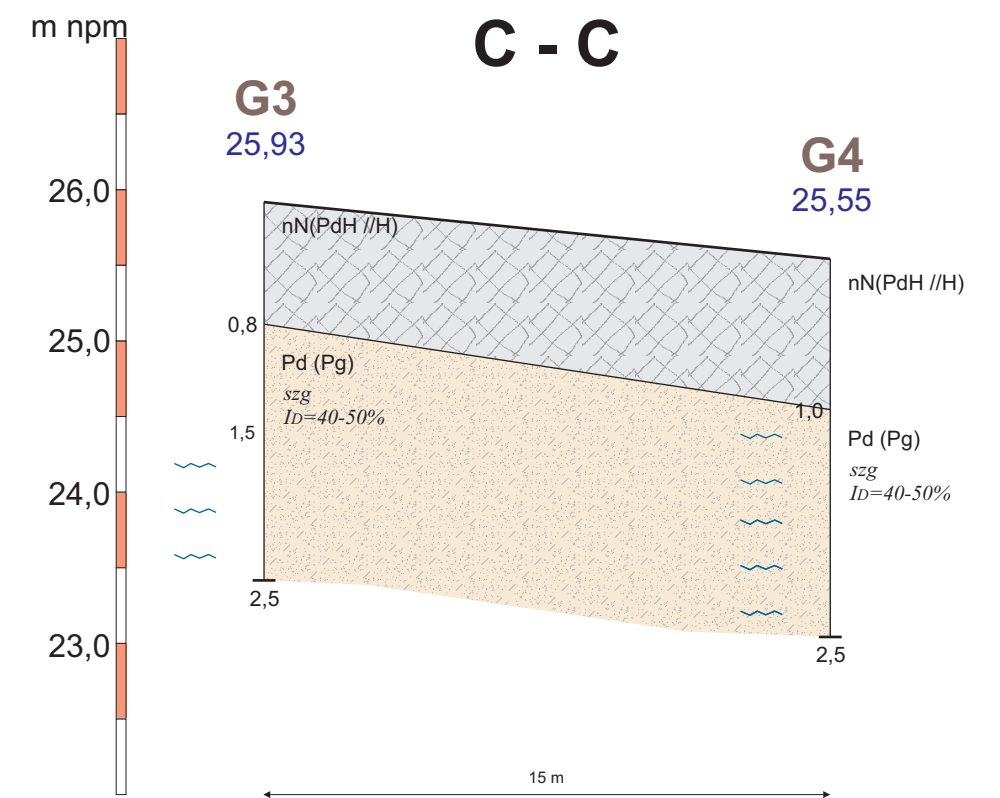 m npm
C - C
G3
25,93
G4
25,55
26,0
nN(PdH //H)
nN(PdH //H)
0,8
25,0
Pd (Pg)
szg
ID=40-50%
1,0
1,5
Pd (Pg)
szg
ID=40-50%
24,0
2,5
23,0
2,5
15 m